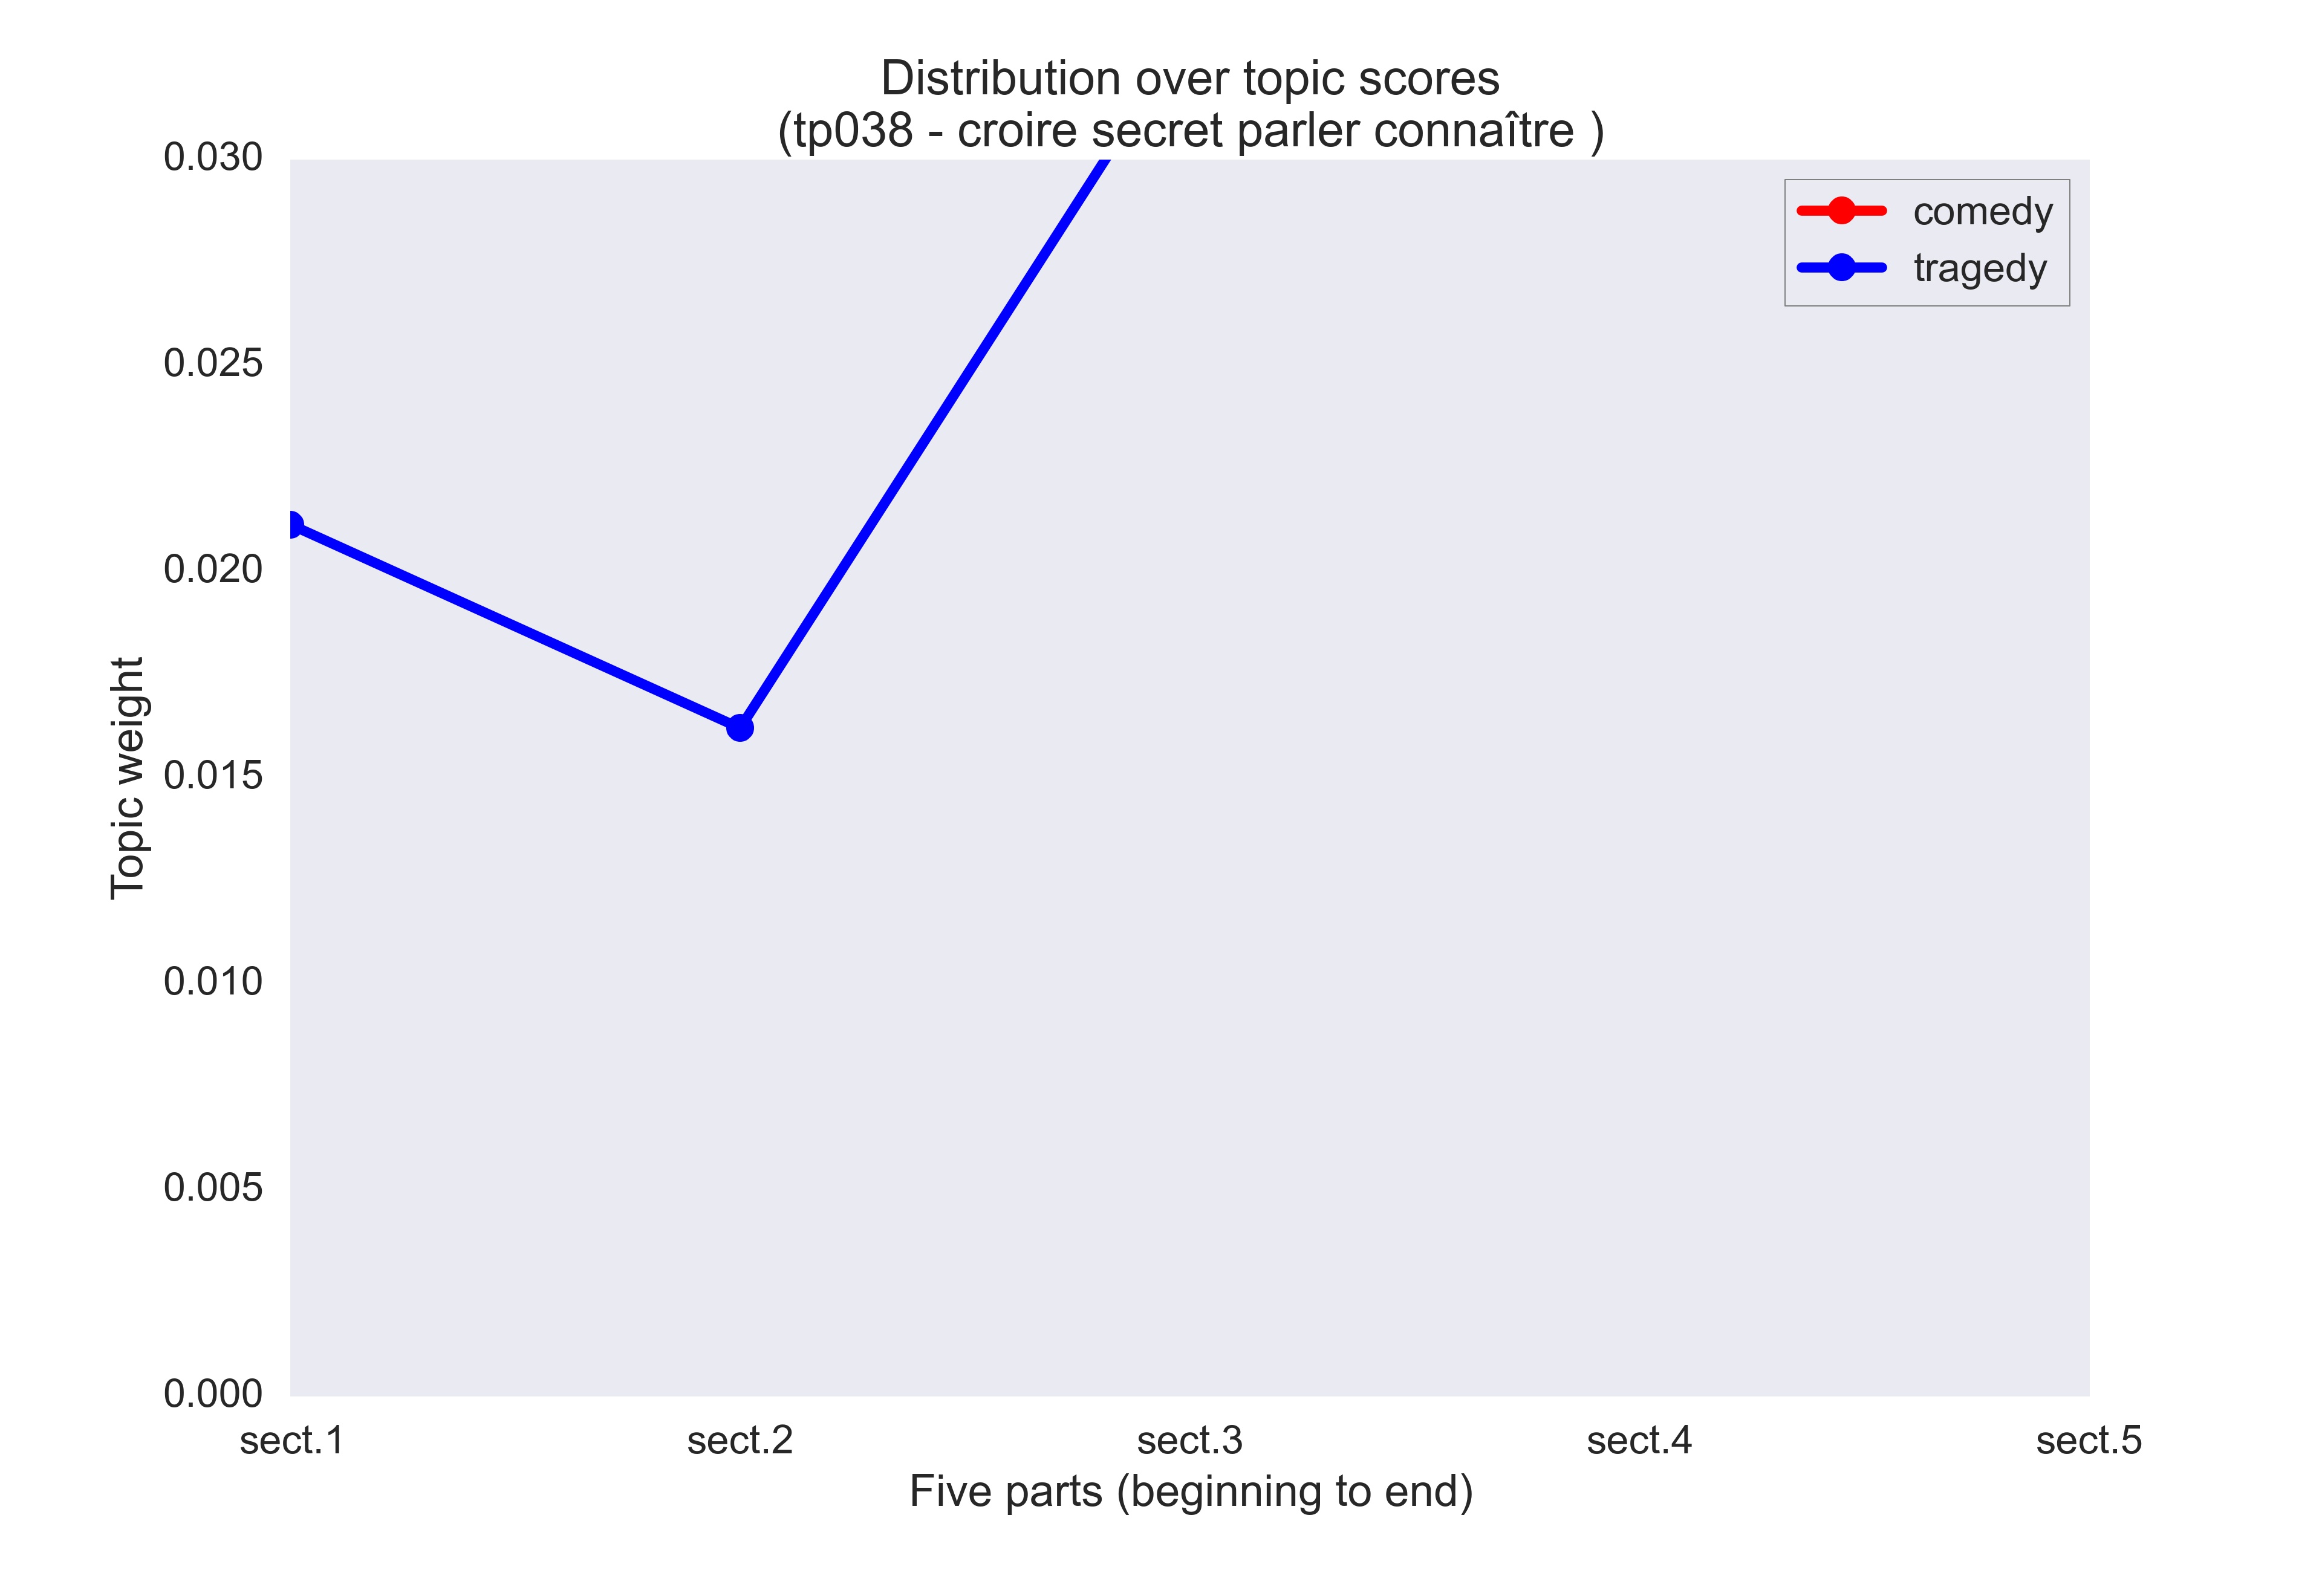 Distribution over topic scores
(tp038 - croire secret parler connaître )
0.030
0.025
0.020
0.015
0.010
0.005
0.000
Topic weight
comedy
tragedy
sect.1
sect.2
sect.3
sect.4
sect.5
Five parts (beginning to end)